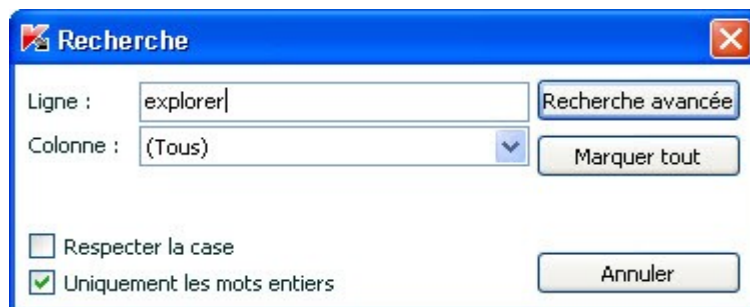 Recherche
Ligne : explorer Recherche avancée
Colonne : (Tous) Marquer tout
Respecter la case
Uniquement les mots entiers Annuler